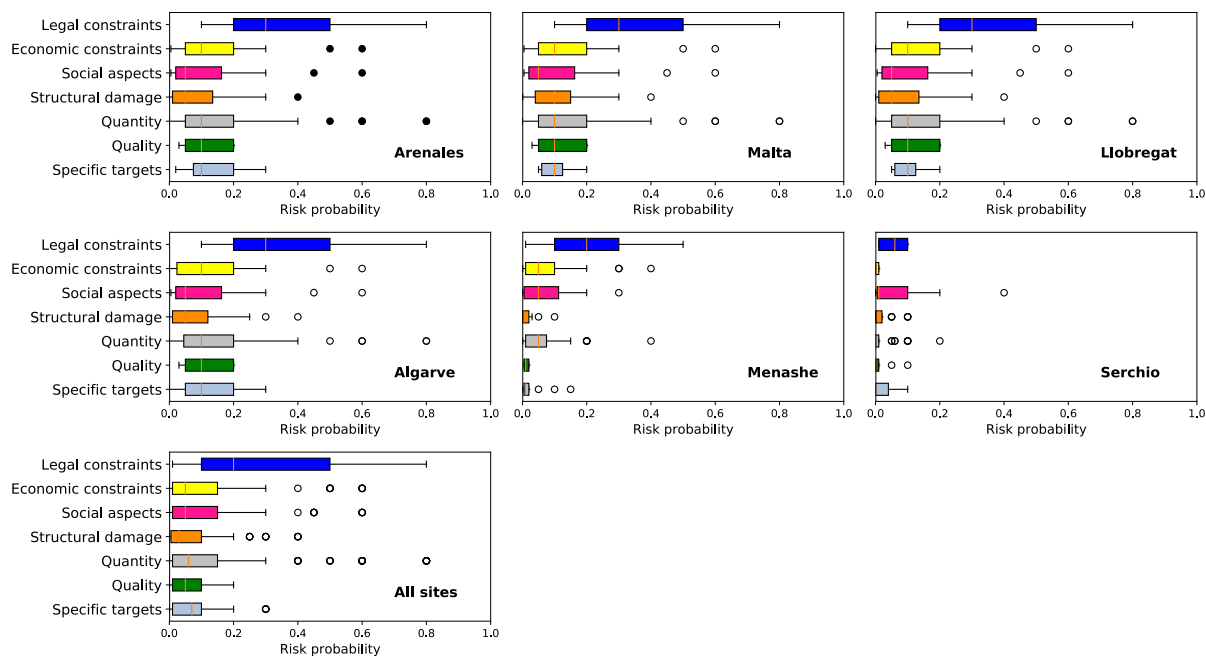 Legal constraints
Economic constraints
Social aspects
Structural damage
Quantity
Quality
Specific targets
Arenales
0.0 0.2 0.4 0.6 0.8 1.0
Risk probability
Malta
0.0 0.2 0.4 0.6 0.8 1.0
Risk probability
Llobregat
0.0 0.2 0.4 0.6 0.8 1.0
Risk probability
Legal constraints
Economic constraints
Social aspects
Structural damage
Quantity
Quality
Specific targets
Algarve
0.0 0.2 0.4 0.6 0.8 1.0
Risk probability
Menashe
0.0 0.2 0.4 0.6 0.8 1.0
Risk probability
Serchio
0.0 0.2 0.4 0.6 0.8 1.0
Risk probability
Legal constraints
Economic constraints
Social aspects
Structural damage
Quantity
Quality
Specific targets
All sites
0.0 0.2 0.4 0.6 0.8 1.0
Risk probability